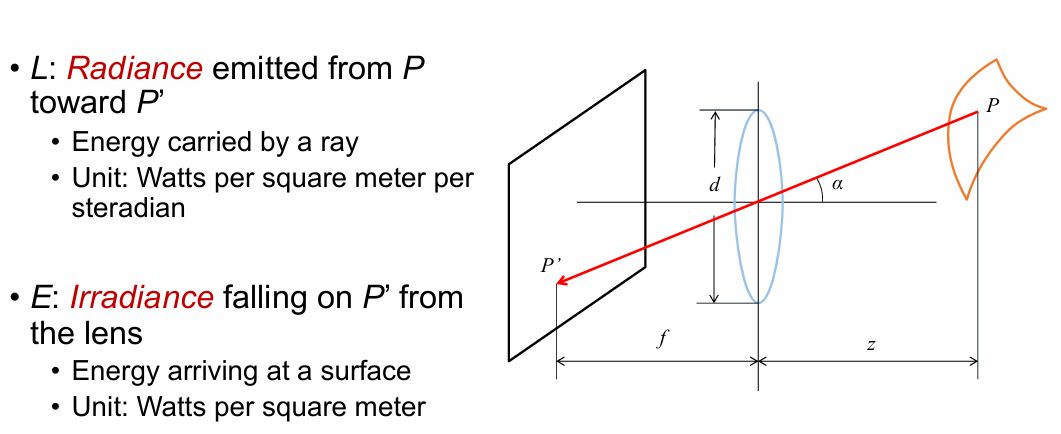 • L: Radiance emitted from P
toward P’
• Energy carried by a ray
• Unit: Watts per square meter per
steradian
• E: Irradiance falling on P’ from
the lens
• Energy arriving at a surface
• Unit: Watts per square meter
P
α
d
P’
f
z